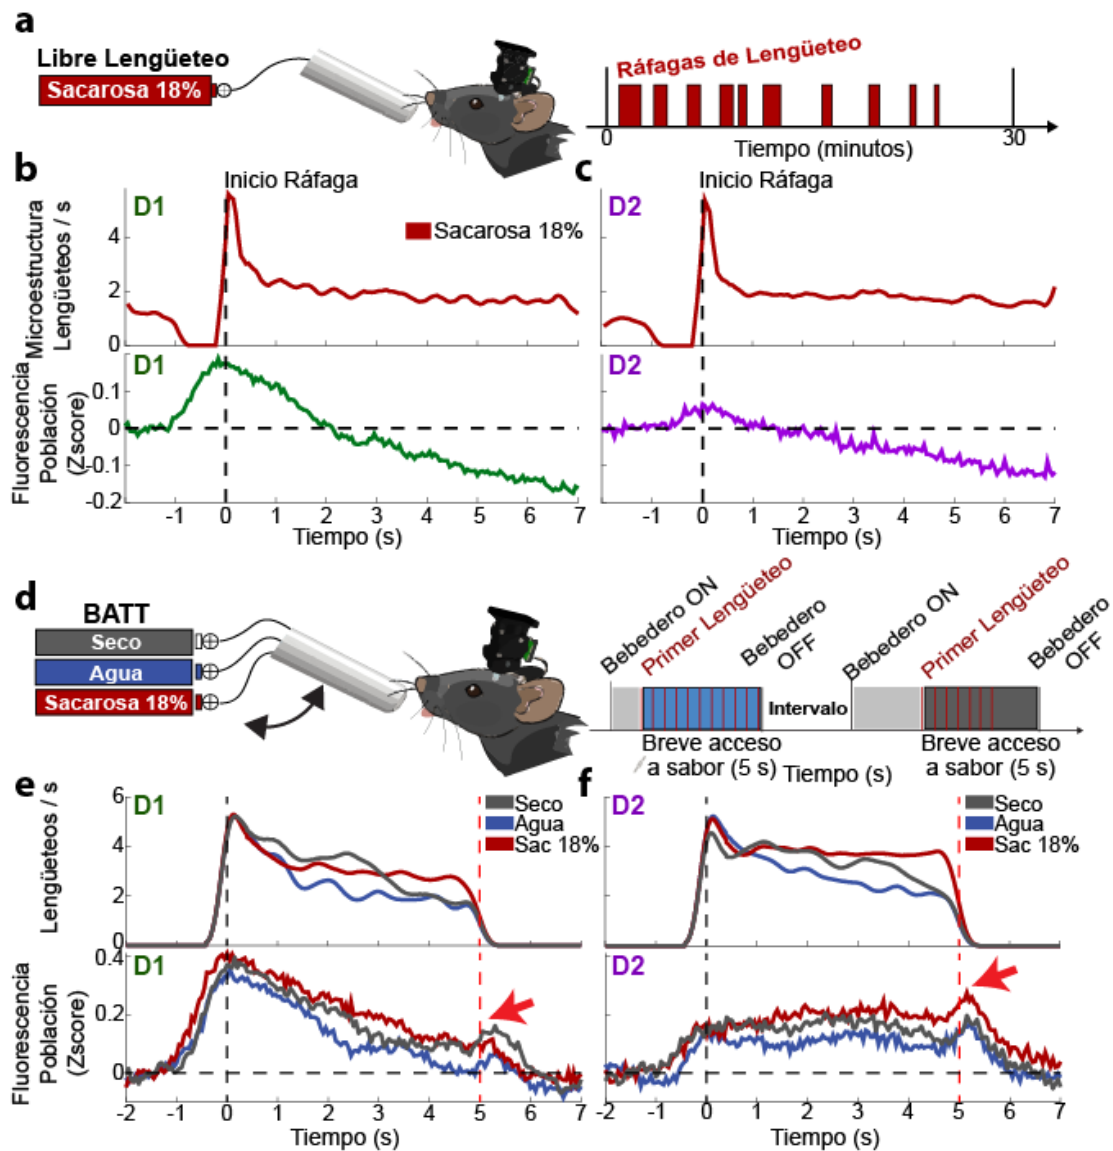 a
Libre Lengüeteo
Sacarosa 18%
Ráfagas de Lengüeteo
0
30
Tiempo (minutos)
b
Inicio Ráfaga
D1
Sacarosa 18%
Microestructura
Lengüeteos / s
4
2
0
D1
Fluorescencia
Población
(Zscore)
0.1
0
-0.1
-0.2
-1 0 1 2 3 4 5 6 7
Tiempo (s)
c
Inicio Ráfaga
D2
D2
-1 0 1 2 3 4 5 6 7
Tiempo (s)
d
BATT
Seco
Agua
Sacarosa 18%
Bebedero ON
Primer Lengüeteo
Bebedero
OFF
Intervalo
Bebedero ON
Primer Lengüeteo
Bebedero
OFF
Breve acceso
a sabor (5 s)
Tiempo (s)
Breve acceso
a sabor (5 s)
e
D1
Seco
Agua
Sac 18%
Lengüeteos / s
6
4
2
0
D1
Fluorescencia
Población
(Zscore)
0.4
0.2
0
-2 -1 0 1 2 3 4 5 6 7
Tiempo (s)
f
D2
Seco
Agua
Sac 18%
D2
-2 -1 0 1 2 3 4 5 6 7
Tiempo (s)